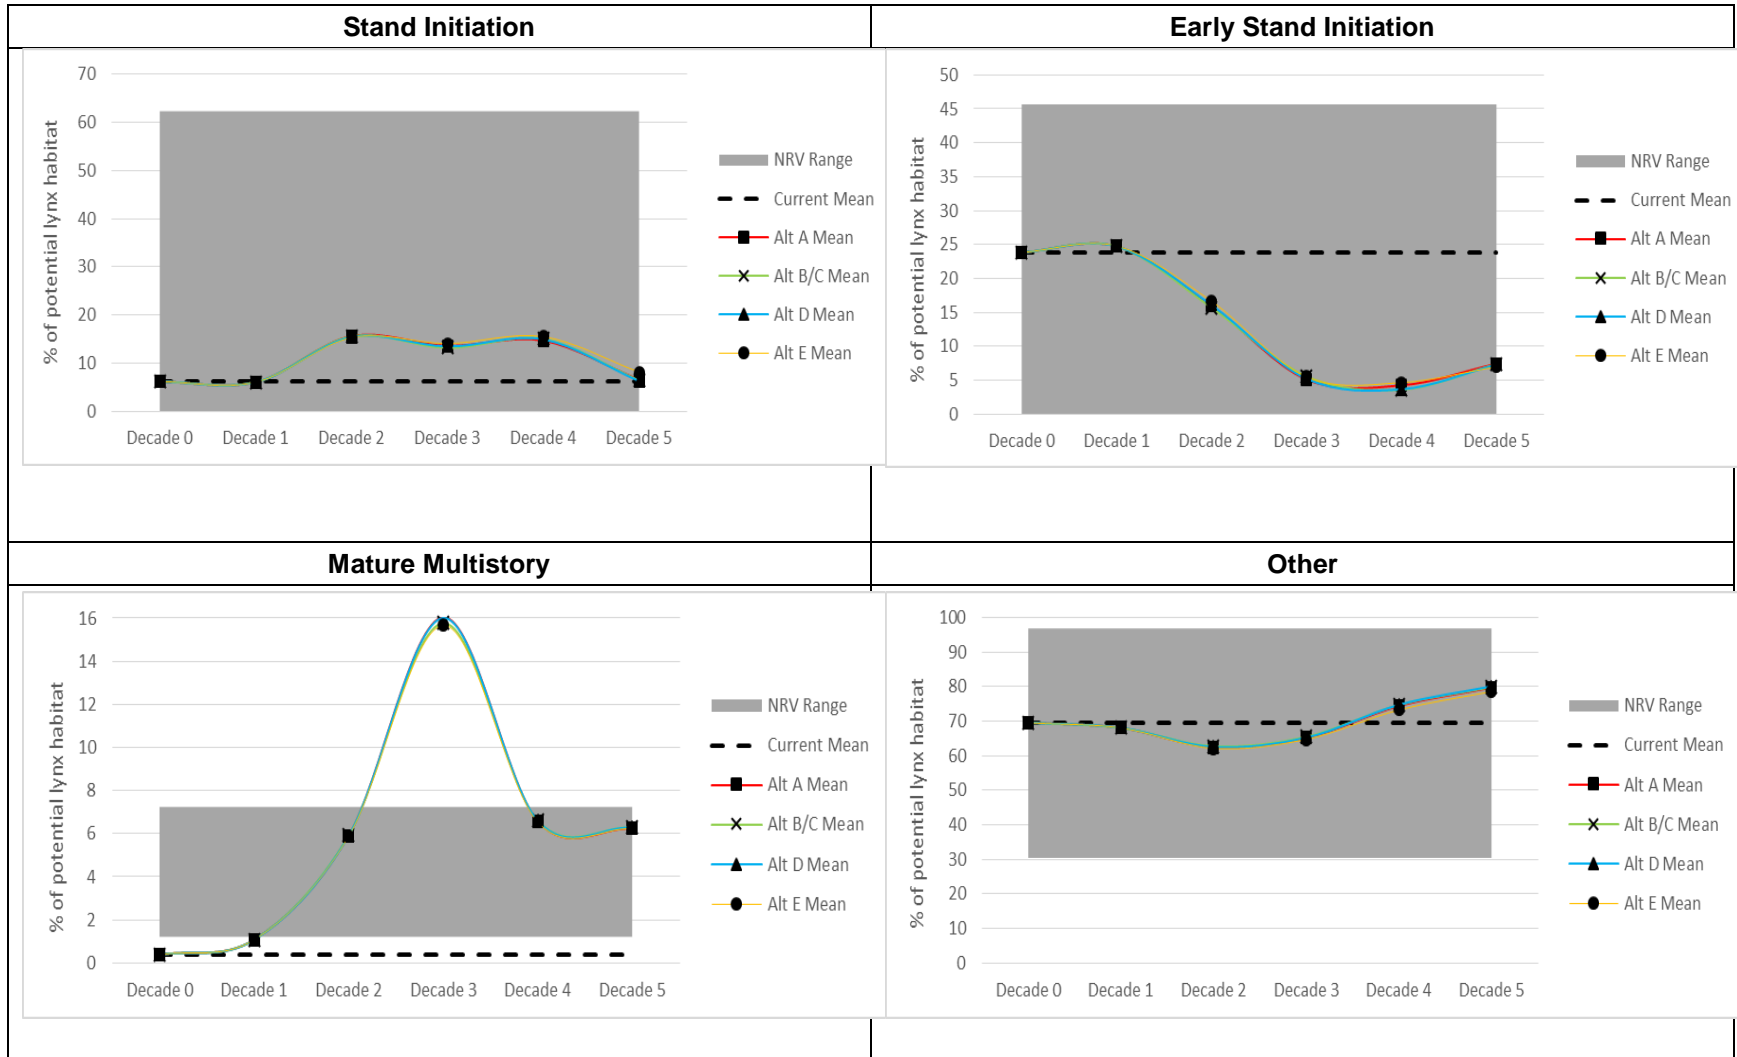 Stand Initiation
Early Stand Initiation
% of potential lynx habitat
70
60
50
40
30
20
10
0
Decade 0 Decade 1 Decade 2 Decade 3 Decade 4 Decade 5
NRV Range
Current Mean
Alt A Mean
Alt B/C Mean
Alt D Mean
Alt E Mean
% of potential lynx habitat
50
45
40
35
30
25
20
15
10
5
0
Decade 0 Decade 1 Decade 2 Decade 3 Decade 4 Decade 5
NRV Range
Current Mean
Alt A Mean
Alt B/C Mean
Alt D Mean
Alt E Mean
Mature Multistory
Other
% of potential lynx habitat
16
14
12
10
8
6
4
2
0
Decade 0 Decade 1 Decade 2 Decade 3 Decade 4 Decade 5
NRV Range
Current Mean
Alt A Mean
Alt B/C Mean
Alt D Mean
Alt E Mean
% of potential lynx habitat
100
90
80
70
60
50
40
30
20
10
0
Decade 0 Decade 1 Decade 2 Decade 3 Decade 4 Decade 5
NRV Range
Current Mean
Alt A Mean
Alt B/C Mean
Alt D Mean
Alt E Mean